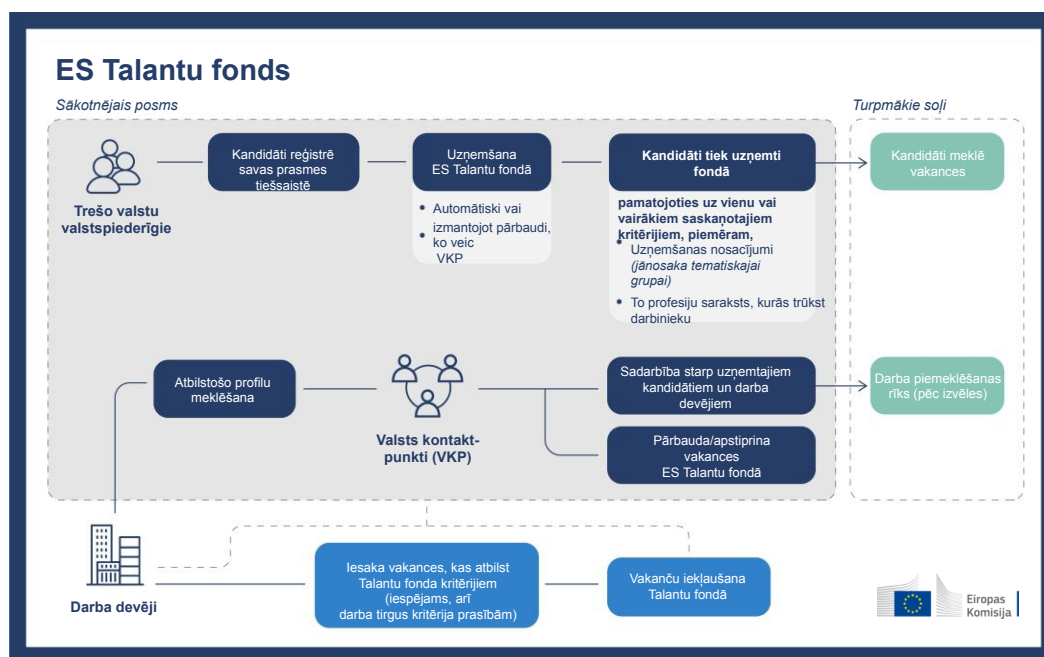 ES Talantu fonds
Sākotnējais posms
Turpmākie soļi
Trešo valstu
valstspiederīgie
Kandidāti reģistrē
savas prasmes
tiešsaistē
Uzņemšana
ES Talantu fondā
• Automātiski vai
• izmantojot pārbaudi,
ko veic
VKP
Kandidāti tiek uzņemti
fondā
pamatojoties uz vienu vai
vairākiem saskaņotajiem
kritērijiem, piemēram,
• Uzņemšanas nosacījumi
(jānosaka tematiskajai
grupai)
• To profesiju saraksts, kurās trūkst
darbinieku
Kandidāti meklē
vakances
Atbilstošo profilu
meklēšana
Valsts kontakt-
punkti (VKP)
Sadarbība starp uzņemtajiem
kandidātiem un darba
devējiem
Pārbauda/apstiprina
vakances
ES Talantu fondā
Darba piemeklēšanas
rīks (pēc izvēles)
Darba devēji
Iesaka vakances, kas atbilst
Talantu fonda kritērijiem
(iespējams, arī
darba tirgus kritērija prasībām)
Vakanču iekļaušana
Talantu fondā
Eiropas
Komisija